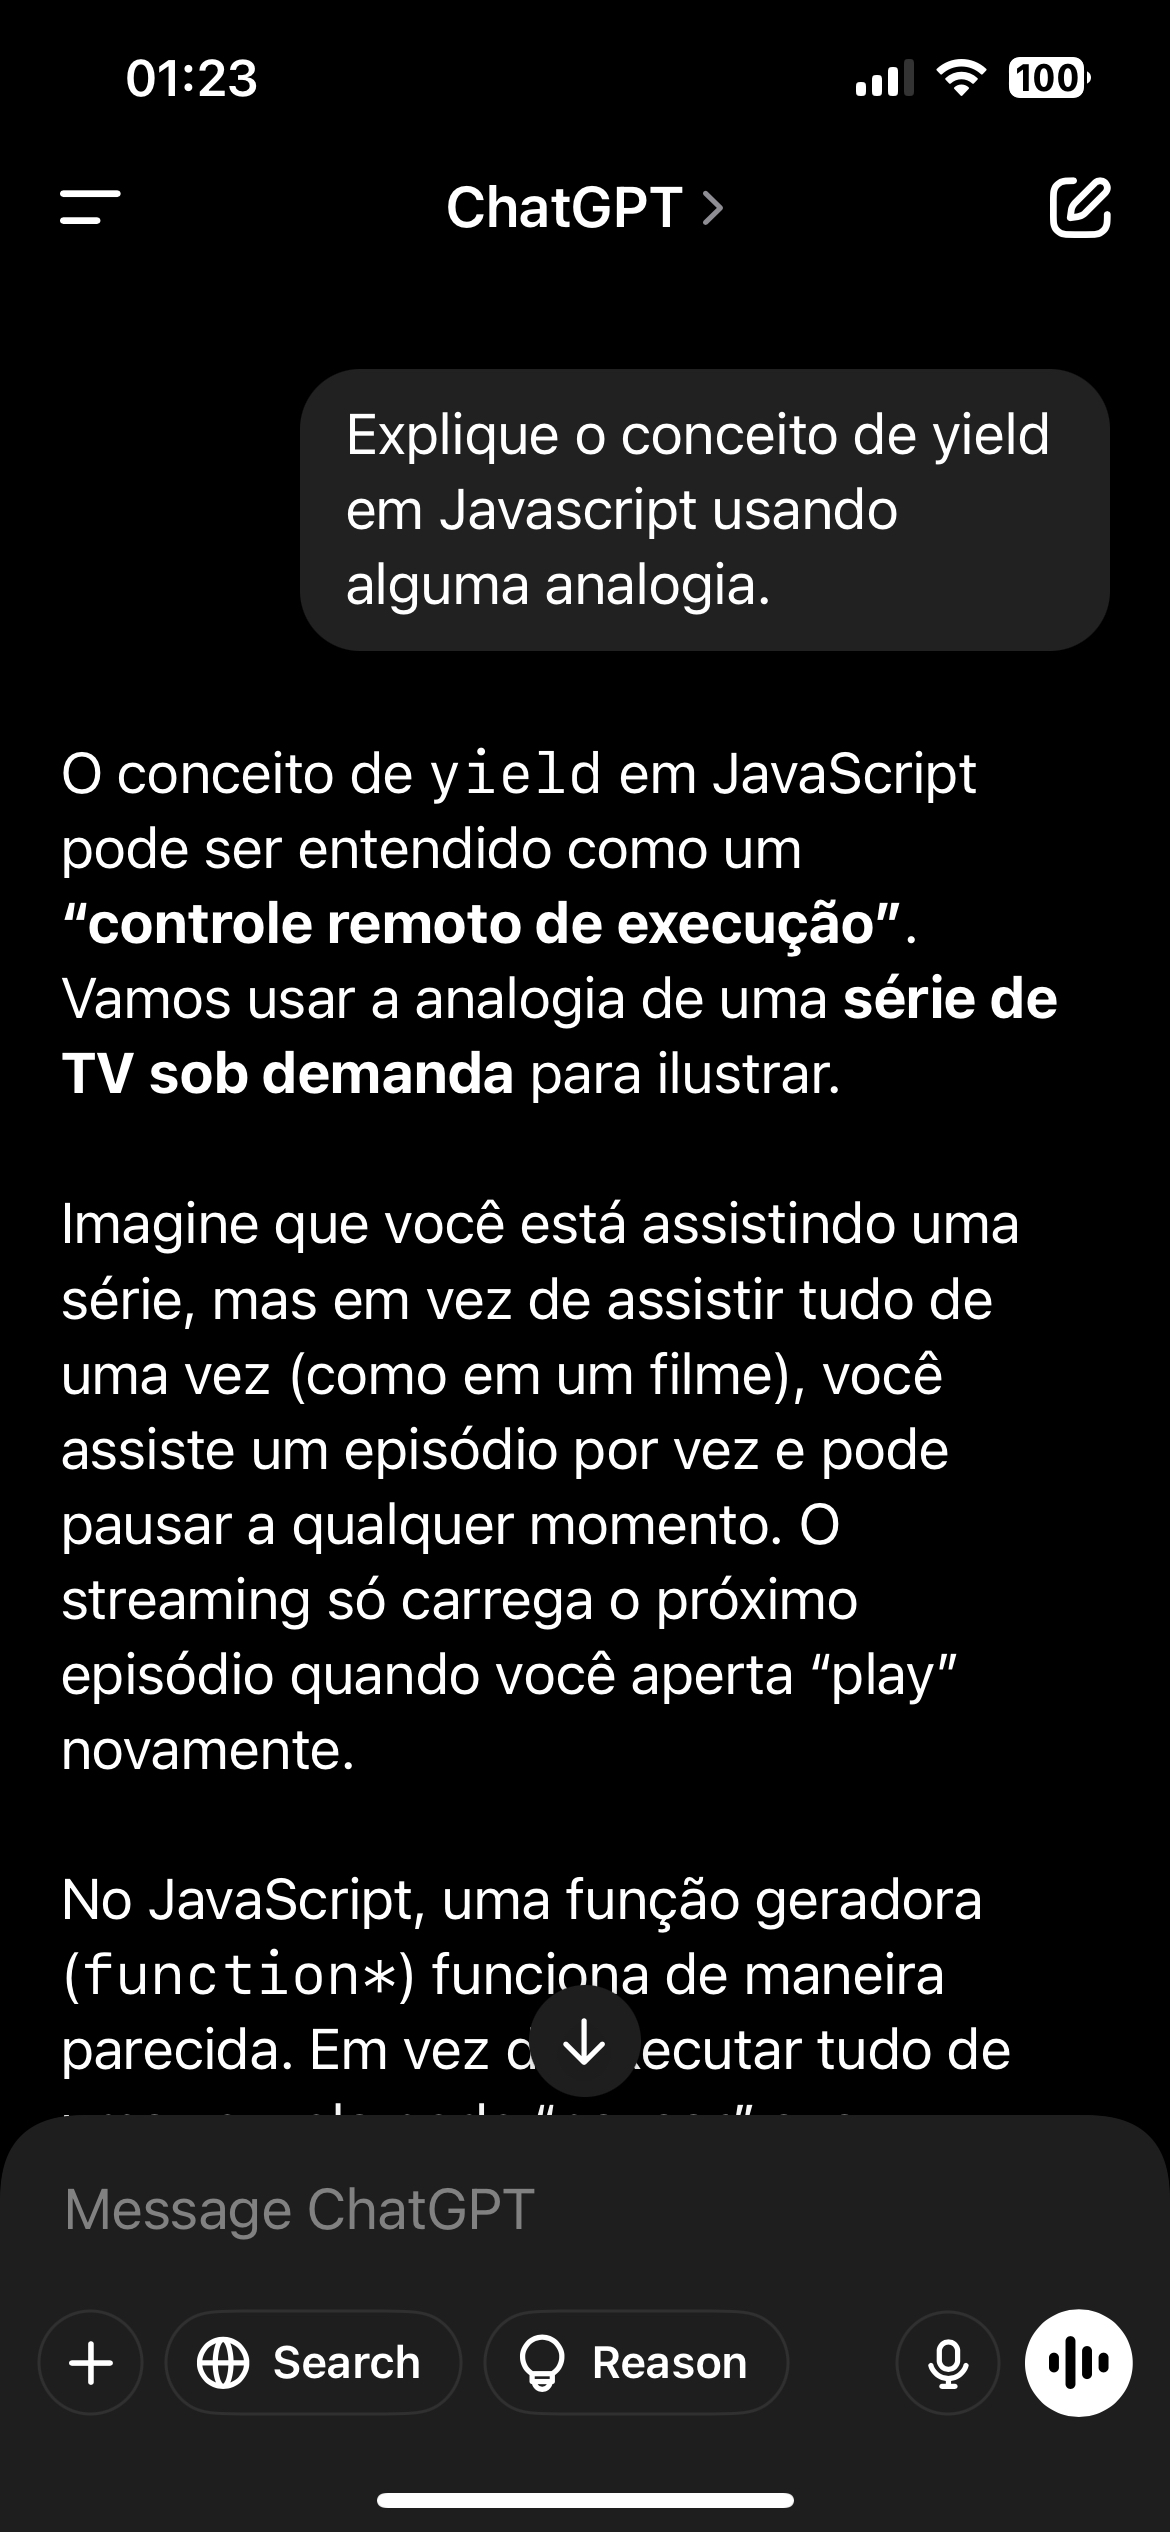 01:23
100
ChatGPT
Explique o conceito de yield
em Javascript usando
alguma analogia.
O conceito de yield em JavaScript
pode ser entendido como um
“controle remoto de execução”.
Vamos usar a analogia de uma série de
TV sob demanda para ilustrar.
Imagine que você está assistindo uma
série, mas em vez de assistir tudo de
uma vez (como em um filme), você
assiste um episódio por vez e pode
pausar a qualquer momento. O
streaming só carrega o próximo
episódio quando você aperta “play”
novamente.
No JavaScript, uma função geradora
(function*) funciona de maneira
parecida. Em vez tudo de
Message ChatGPT
Search
Reason